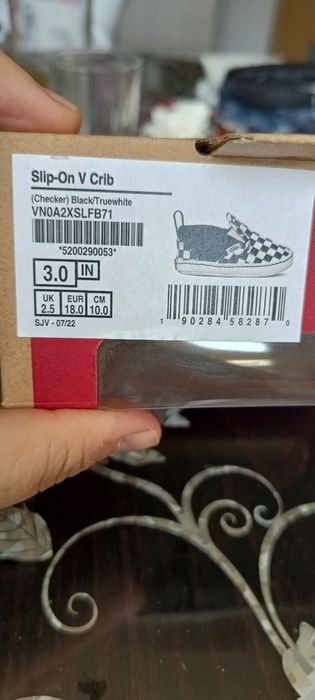 Slip-On V Crib
(Checker) Black/Truewhite
VN0A2XSLFB71
*5200290053*
3.0 IN
UK EUR CM
2.5 18.0 10.0
SJV - 07/22
1 90284 58287 0